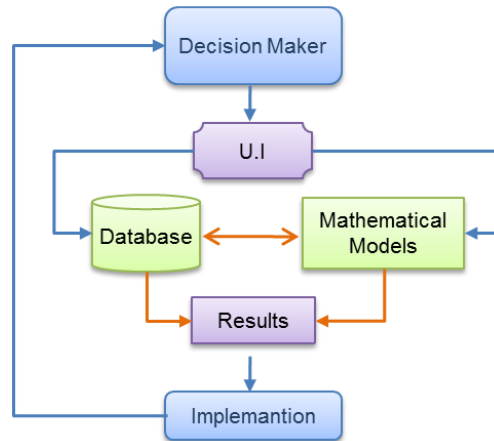 Decision Maker
U.I
Database
Mathematical
Models
Results
Implemantion